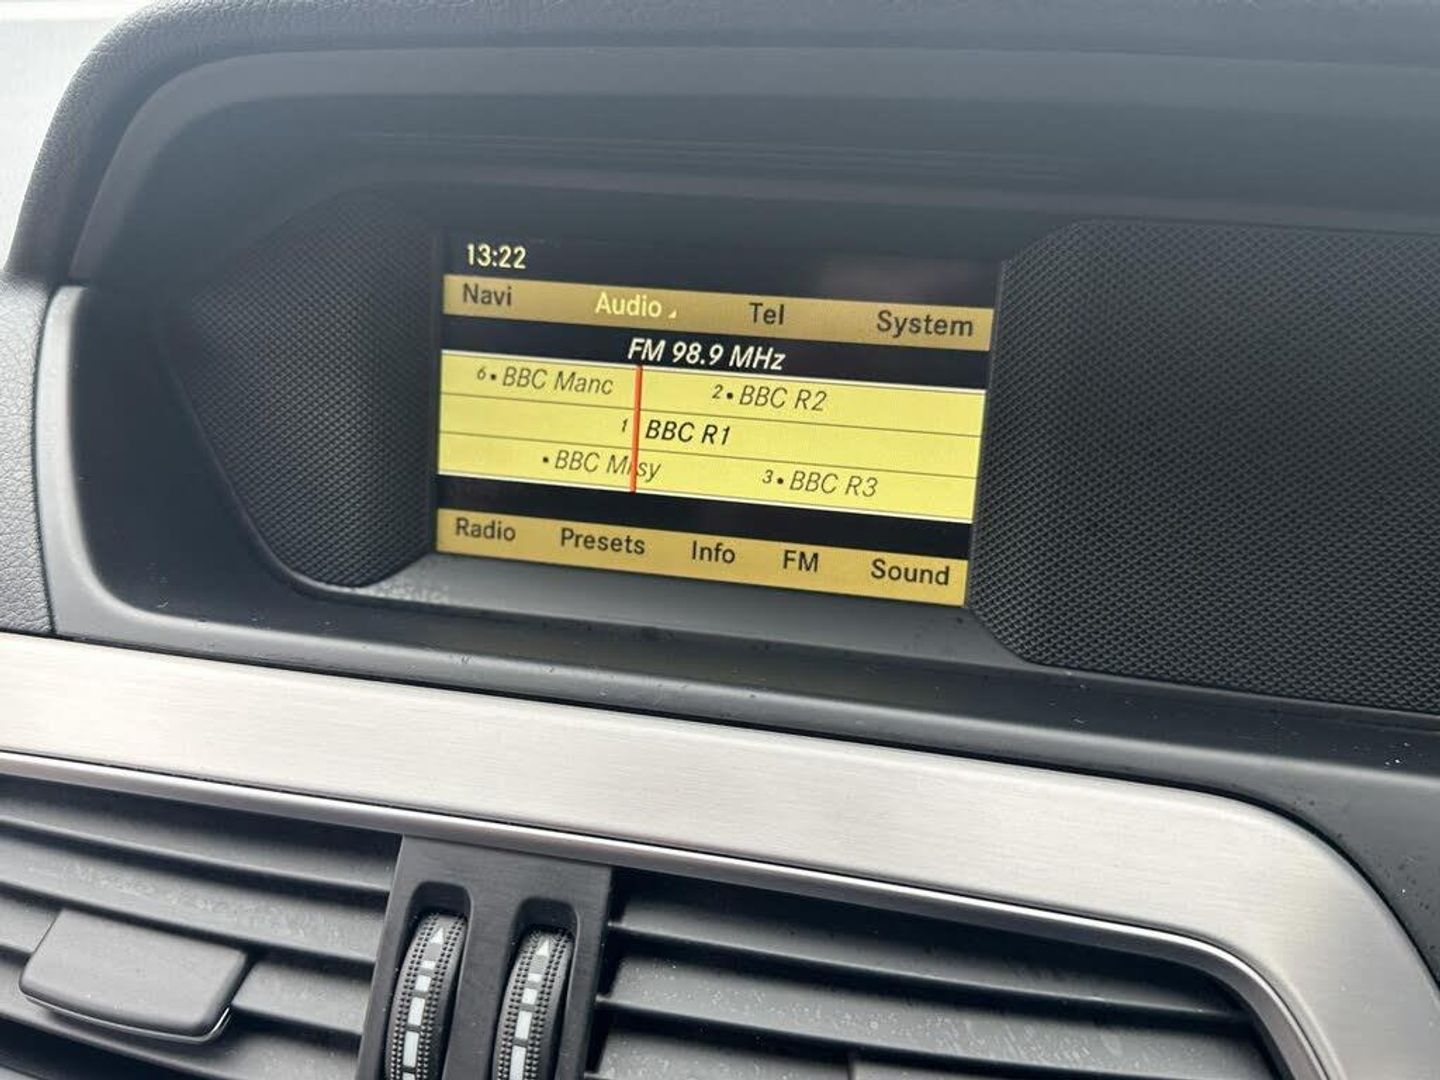 13:22
Navi Audio Tel System
FM 98.9 MHz
6•BBC Manc 2•BBC R2
1 BBC R1
•BBC Mrsy 3•BBC R3
Radio Presets Info FM Sound